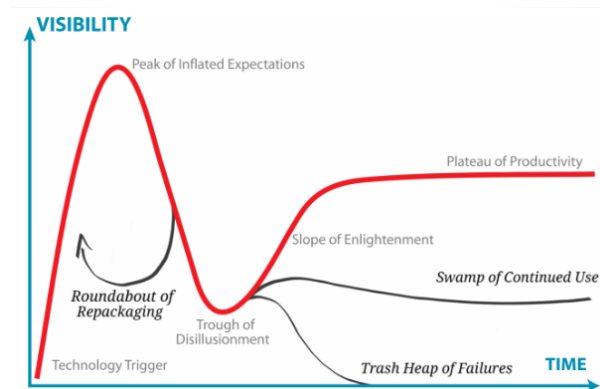 VISIBILITY
Peak of Inflated Expectations
Plateau of Productivity
Slope of Enlightenment
Swamp of Continued Use
Roundabout of
Repackaging
Trough of
Disillusionment
Technology Trigger
Trash Heap of Failures
TIME